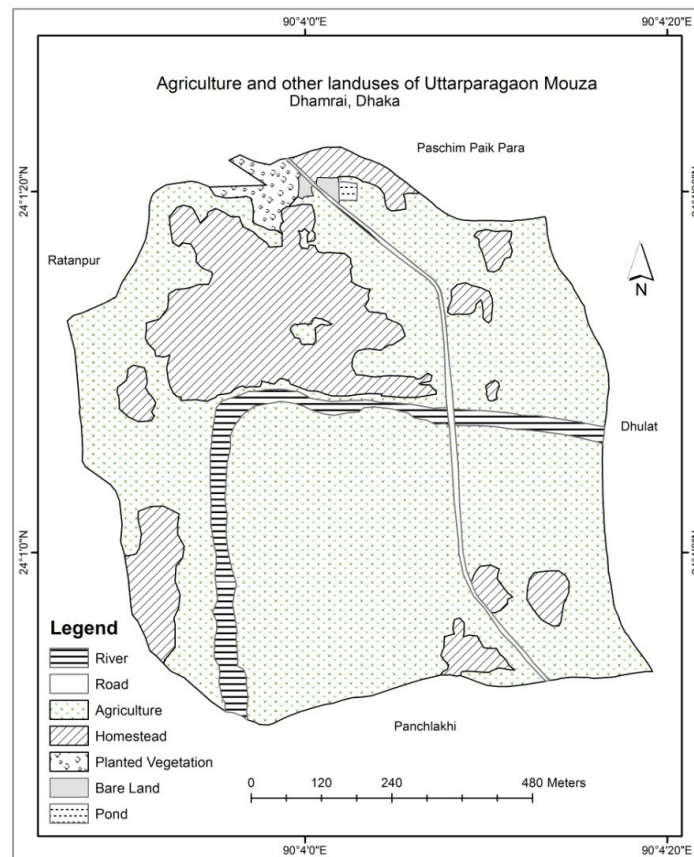 90°4'0"E
90°4'20"E
Agriculture and other landuses of Uttarparagaon Mouza
Dhamrai, Dhaka
Paschim Paik Para
24°1'20"N
Ratanpur
N
Dhulat
24°1'0"N
Legend
River
Road
Agriculture
Homestead
Planted Vegetation
Bare Land
Pond
Panchlakhi
0 120 240 480 Meters
90°4'0"E
90°4'20"E